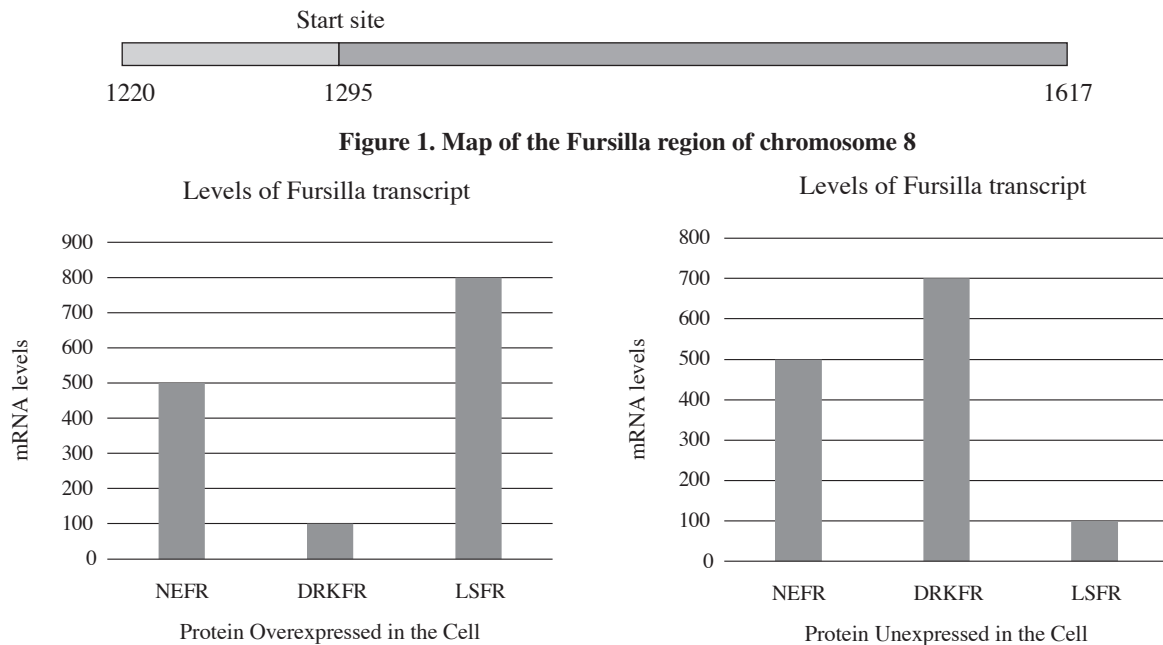 Start site
1220 1295 1617
Figure 1. Map of the Fursilla region of chromosome 8
Levels of Fursilla transcript
mRNA levels
900
800
700
600
500
400
300
200
100
0
NEFR DRKFR LSFR
Protein Overexpressed in the Cell
Levels of Fursilla transcript
mRNA levels
800
700
600
500
400
300
200
100
0
NEFR DRKFR LSFR
Protein Unexpressed in the Cell